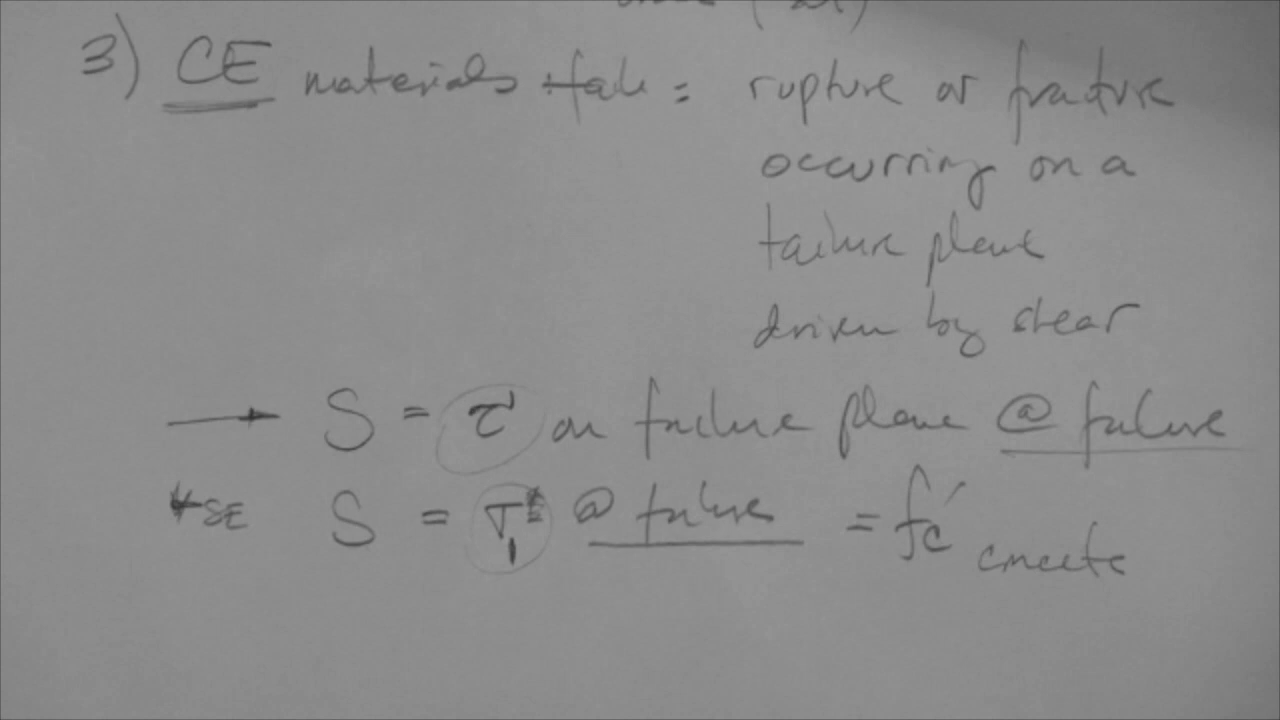 3) CE materials fail = rupture or fracture
occurring on a
failure plane
driven by shear
→ S = τ on failure plane @ failure
*SE S = σ₁ @ failure = fc' concrete